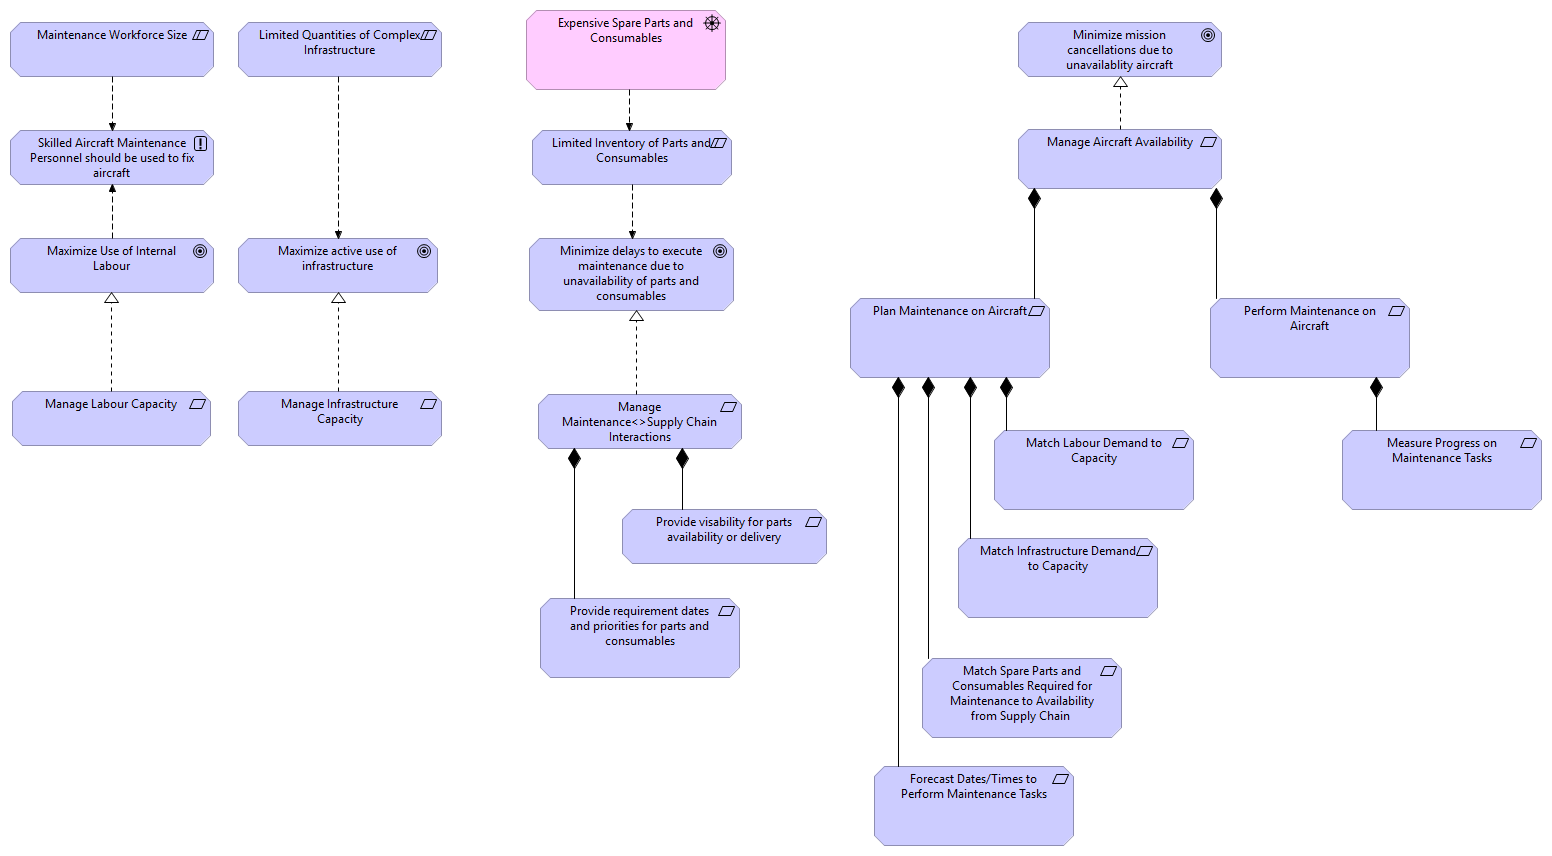 Maintenance Workforce Size
Limited Quantities of Complex
Infrastructure
Expensive Spare Parts and
Consumables
Minimize mission
cancellations due to
unavailablity aircraft
Skilled Aircraft Maintenance
Personnel should be used to fix
aircraft
Limited Inventory of Parts and
Consumables
Manage Aircraft Availability
Maximize Use of Internal
Labour
Maximize active use of
infrastructure
Minimize delays to execute
maintenance due to
unavailability of parts and
consumables
Plan Maintenance on Aircraft
Perform Maintenance on
Aircraft
Manage Labour Capacity
Manage Infrastructure
Capacity
Manage
Maintenance<>Supply Chain
Interactions
Match Labour Demand to
Capacity
Measure Progress on
Maintenance Tasks
Provide visability for parts
availability or delivery
Match Infrastructure Demand
to Capacity
Provide requirement dates
and priorities for parts and
consumables
Match Spare Parts and
Consumables Required for
Maintenance to Availability
from Supply Chain
Forecast Dates/Times to
Perform Maintenance Tasks